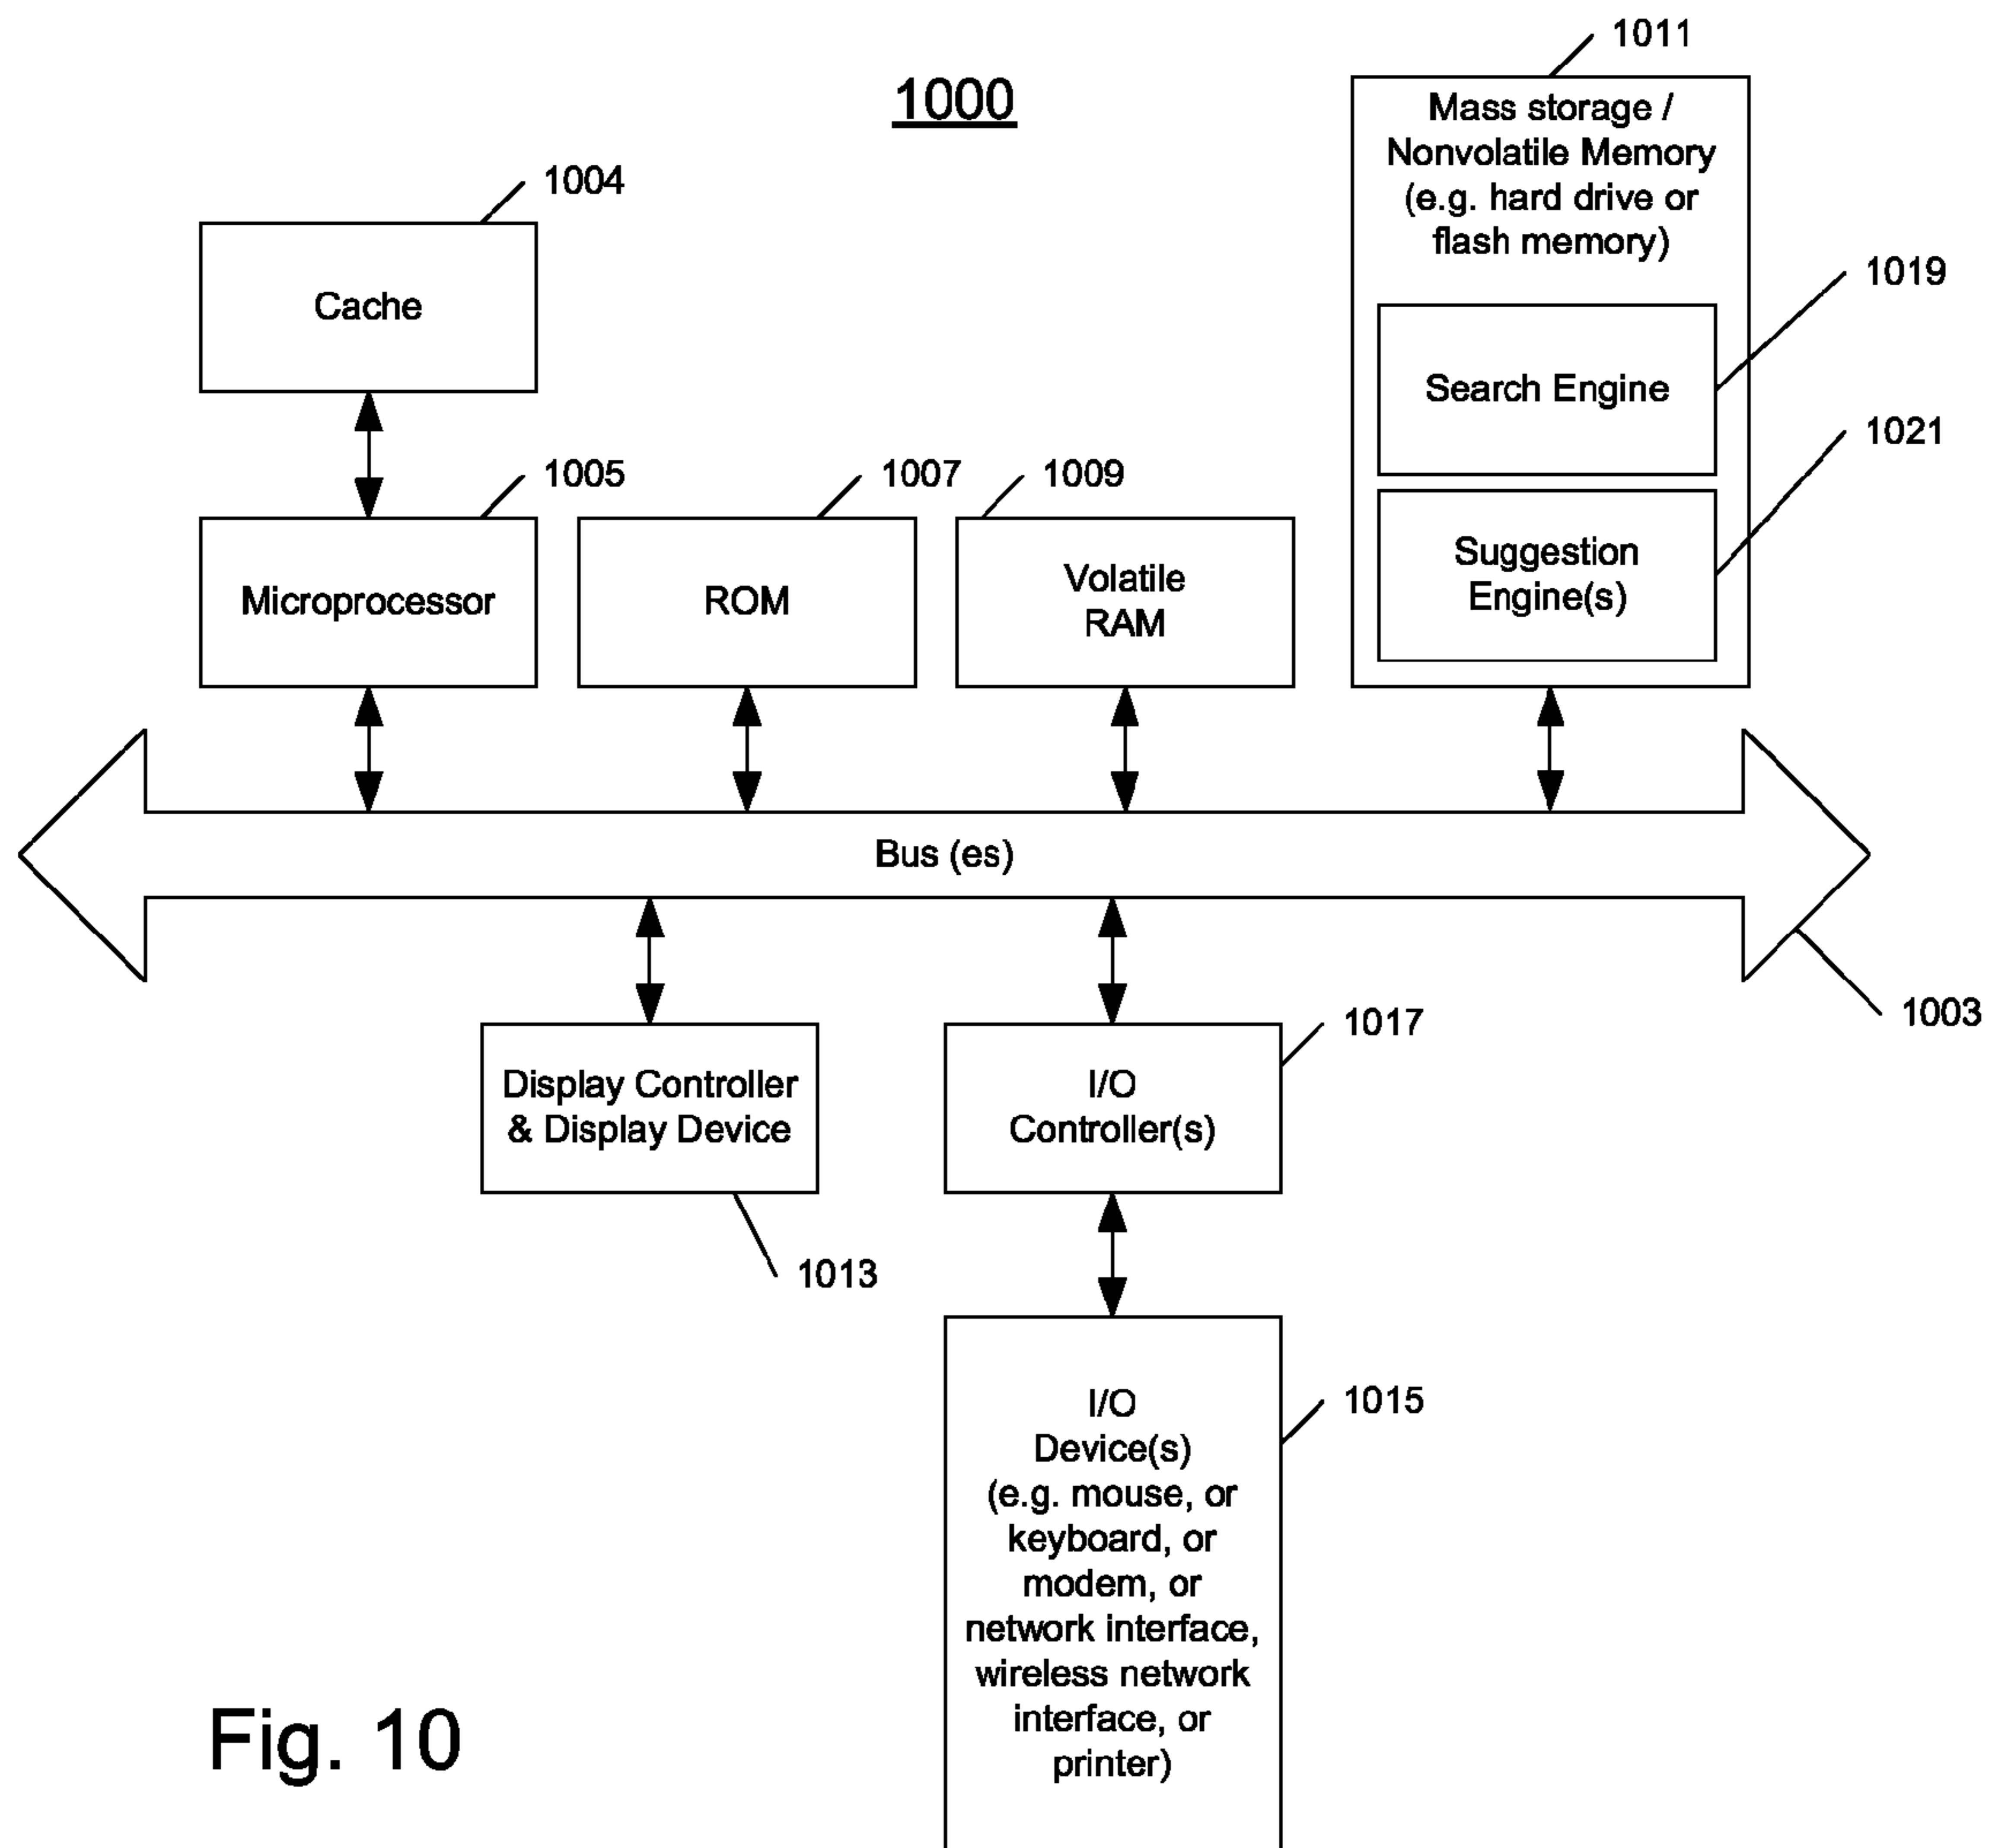 1011
1000
Mass storage /
Nonvolatile Memory
(e.g. hard drive or
flash memory)
1004
Cache
1019
Search Engine
1021
Suggestion
Engine(s)
1005
Microprocessor
1007
ROM
1009
Volatile
RAM
Bus (es)
1003
Display Controller
& Display Device
1013
1017
I/O
Controller(s)
1015
I/O
Device(s)
(e.g. mouse, or
keyboard, or
modem, or
network interface,
wireless network
interface, or
printer)
Fig. 10